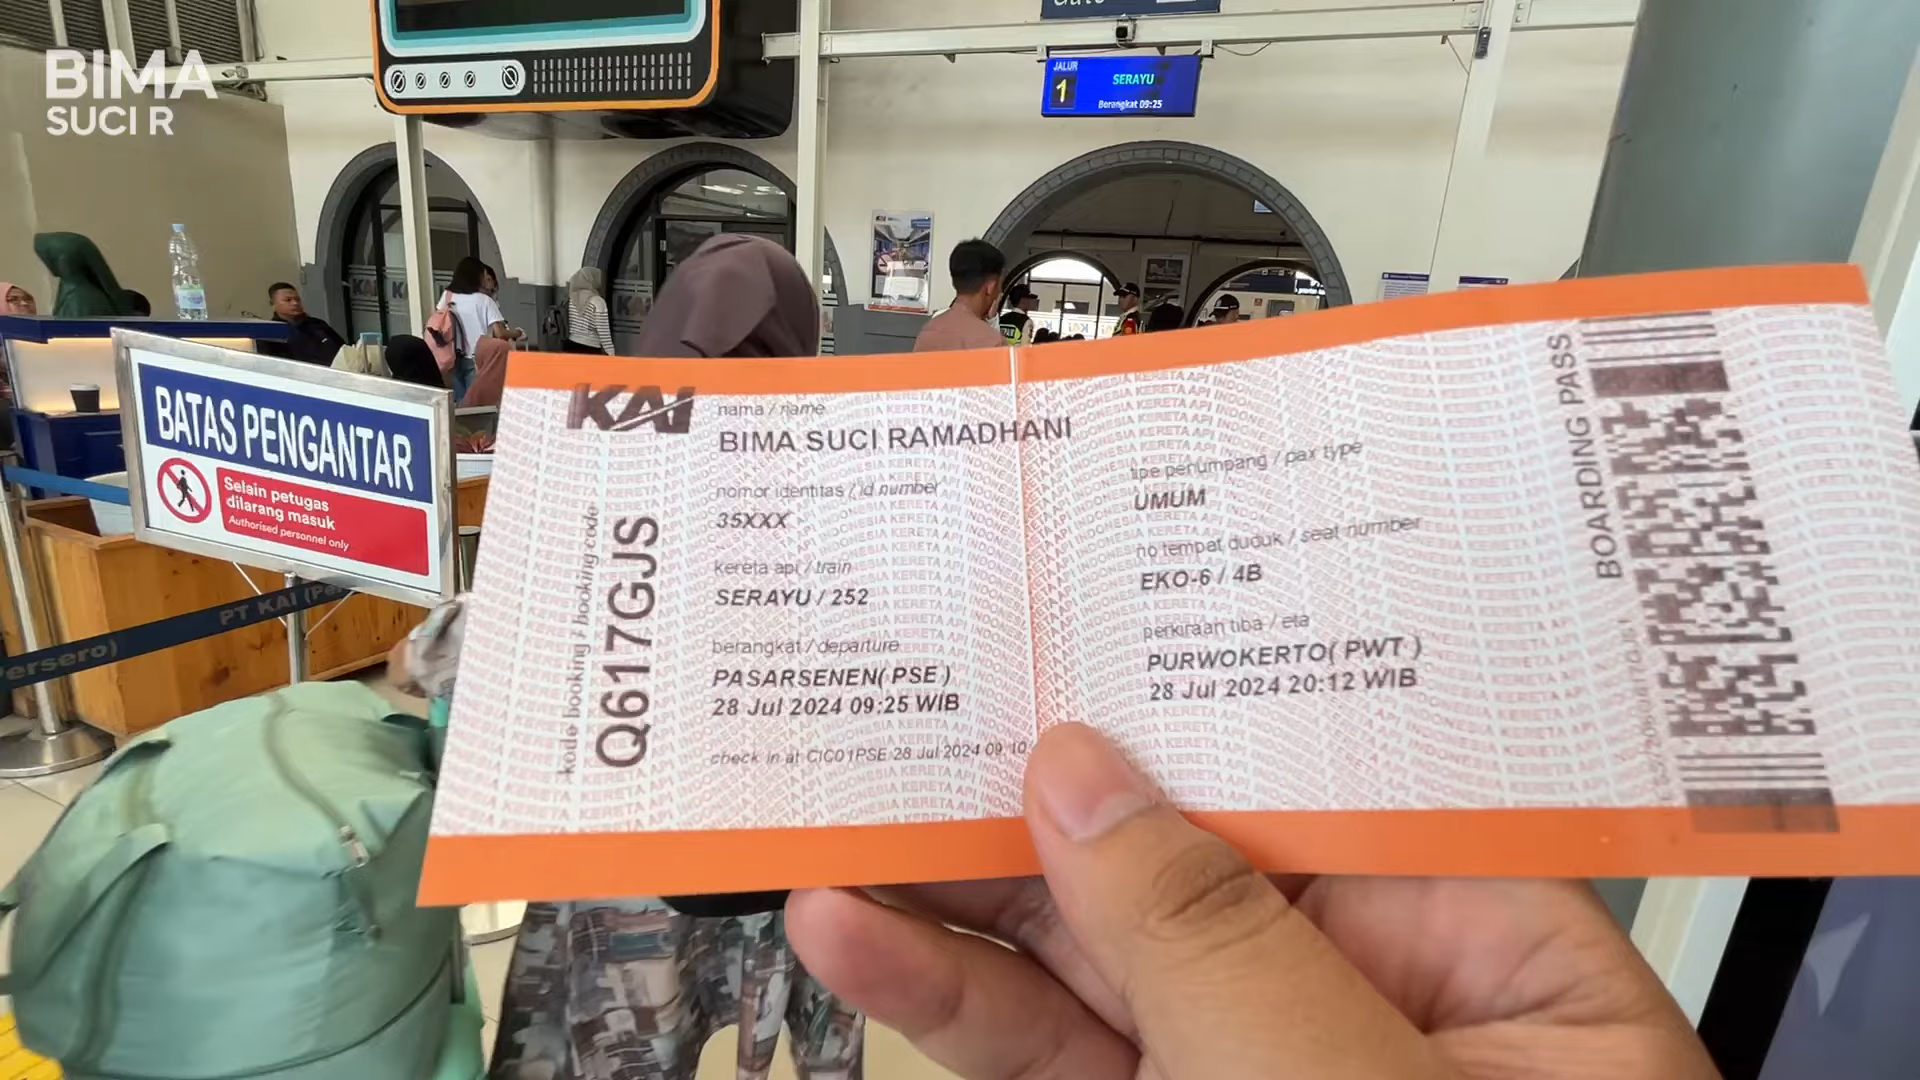 BIMA
SUCI R
JALUR
1
SERAYU
Berangkat 09:25
BATAS PENGANTAR
Selain petugas
dilarang masuk
Authorised personnel only
PT KAI (Per
Persero)
KAI
nama / name
BIMA SUCI RAMADHANI
nomor identitas / id number
35XXX
kereta api / train
SERAYU / 252
berangkat / departure
PASARSENEN( PSE )
28 Jul 2024 09:25 WIB
check in at CIC01PSE 28 Jul 2024 09:10
kode booking / booking code
Q617GJS
tipe penumpang / pax type
UMUM
no tempat duduk / seat number
EKO-6 / 4B
perkiraan tiba / eta
PURWOKERTO( PWT )
28 Jul 2024 20:12 WIB
BOARDING PASS